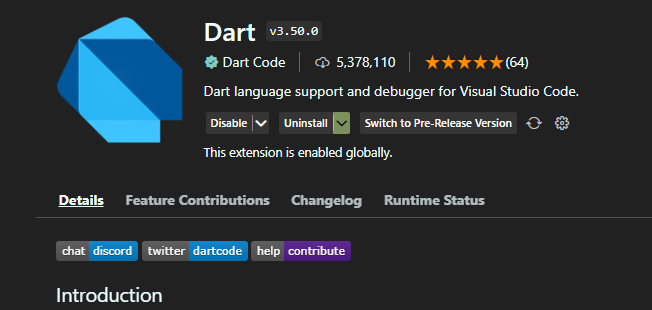 Dart v3.50.0
Dart Code 5,378,110 (64)
Dart language support and debugger for Visual Studio Code.
Disable Uninstall Switch to Pre-Release Version
This extension is enabled globally.
Details Feature Contributions Changelog Runtime Status
chat discord twitter dartcode help contribute
Introduction